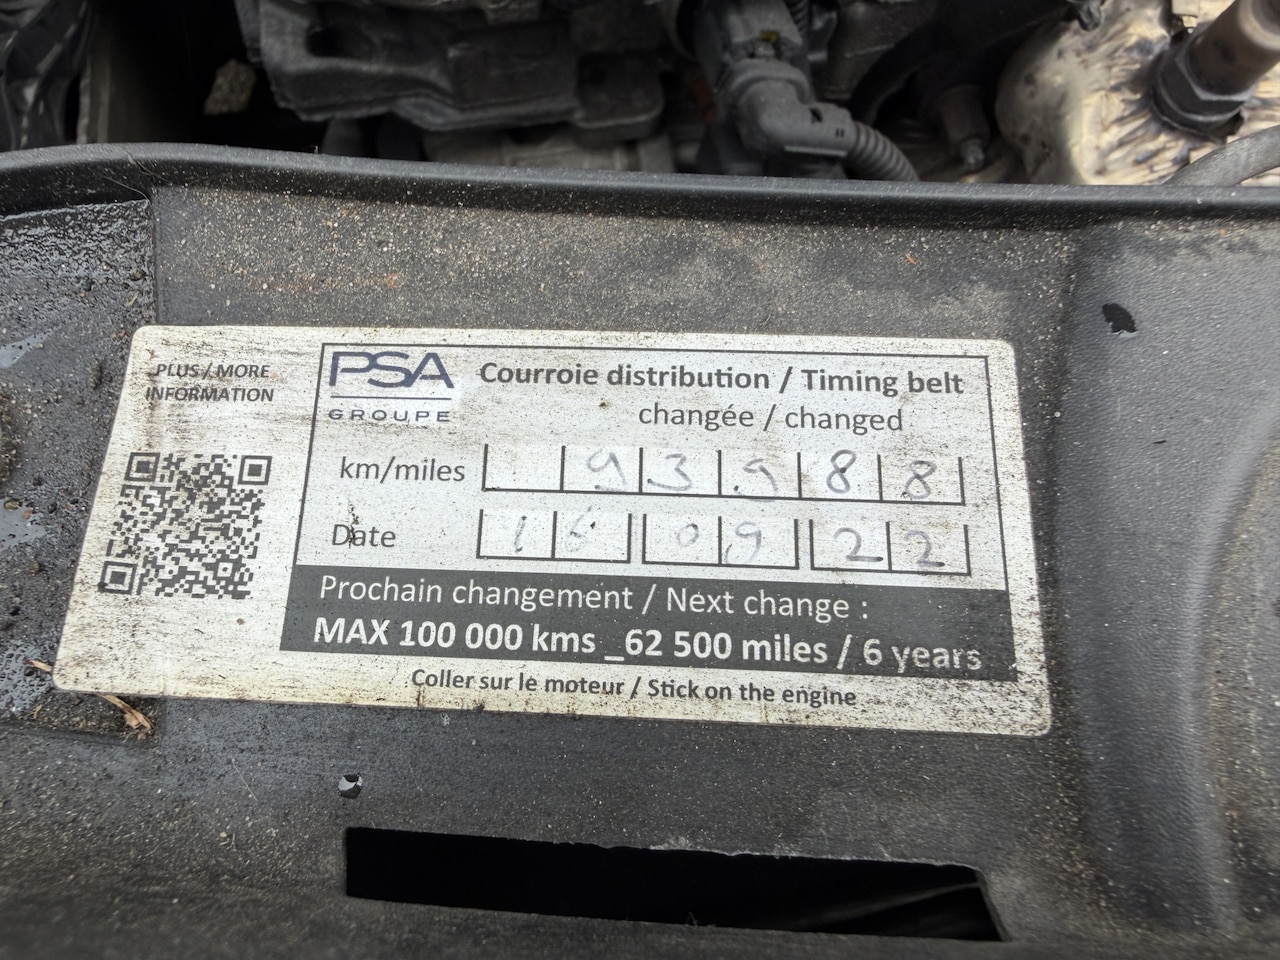 PLUS / MORE
INFORMATION
PSA
GROUPE
Courroie distribution / Timing belt
changée / changed
km/miles 93988
Date 16 09 22
Prochain changement / Next change :
MAX 100 000 kms _62 500 miles / 6 years
Coller sur le moteur / Stick on the engine